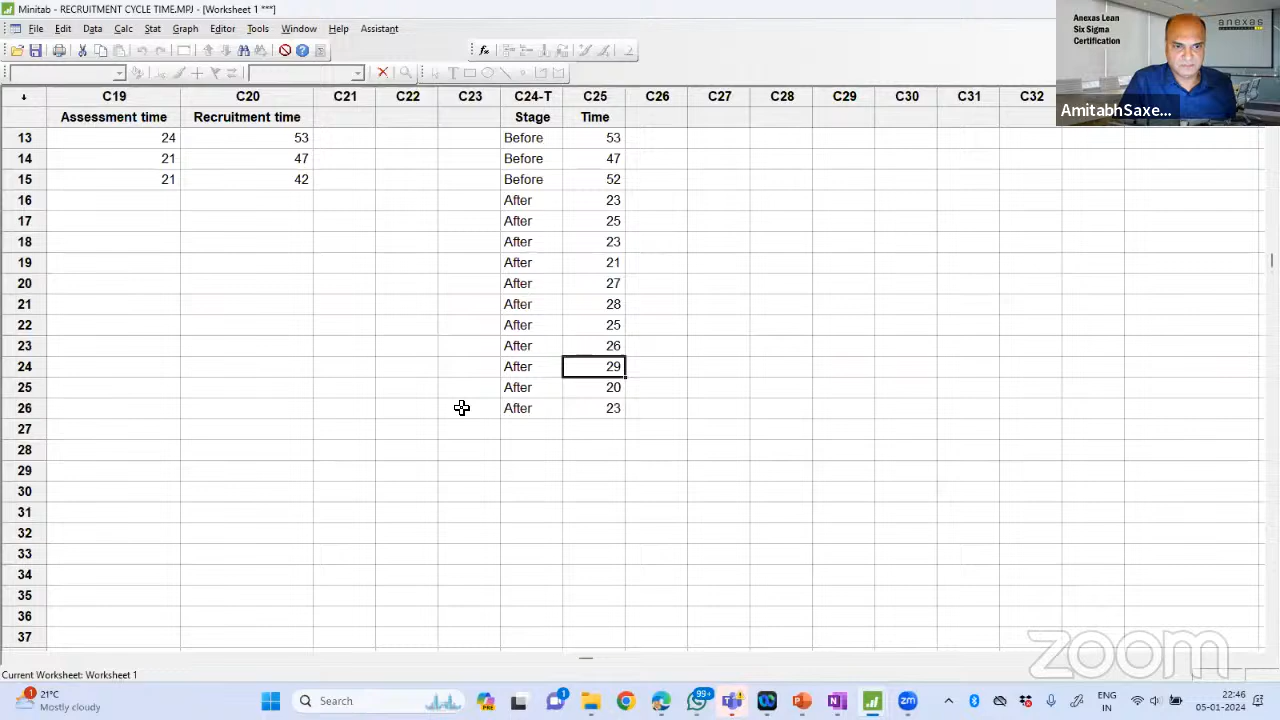 Minitab - RECRUITMENT CYCLE TIME.MPJ - [Worksheet 1 ***]
File Edit Data Calc Stat Graph Editor Tools Window Help Assistant
C19 C20 C21 C22 C23 C24-T C25 C26 C27 C28 C29 C30 C31 C32
Assessment time Recruitment time Stage Time
13 24 53 Before 53
14 21 47 Before 47
15 21 42 Before 52
16 After 23
17 After 25
18 After 23
19 After 21
20 After 27
21 After 28
22 After 25
23 After 26
24 After 29
25 After 20
26 After 23
27
28
29
30
31
32
33
34
35
36
37
Current Worksheet: Worksheet 1
Anexas Lean
Six Sigma
Certification
anexas
AmitabhSaxe...
zoom
1
21°C
Mostly cloudy
Search
1
99+
ENG
IN
22:46
05-01-2024